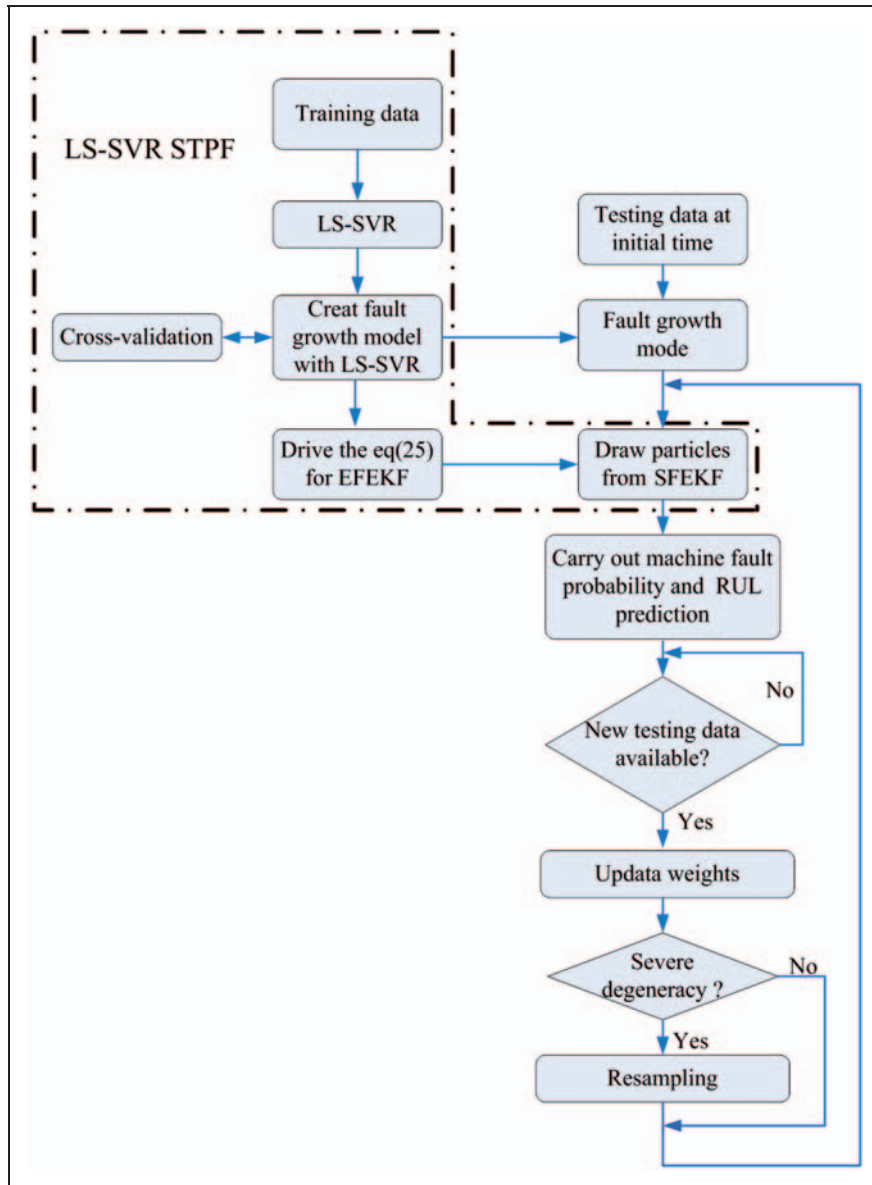 LS-SVR STPF
Training data
LS-SVR
Testing data at
initial time
Cross-validation
Creat fault
growth model
with LS-SVR
Fault growth
mode
Drive the eq(25)
for EFEKF
Draw particles
from SFEKF
Carry out machine fault
probability and RUL
prediction
No
New testing data
available?
Yes
Updata weights
Severe
degeneracy ?
No
Yes
Resampling